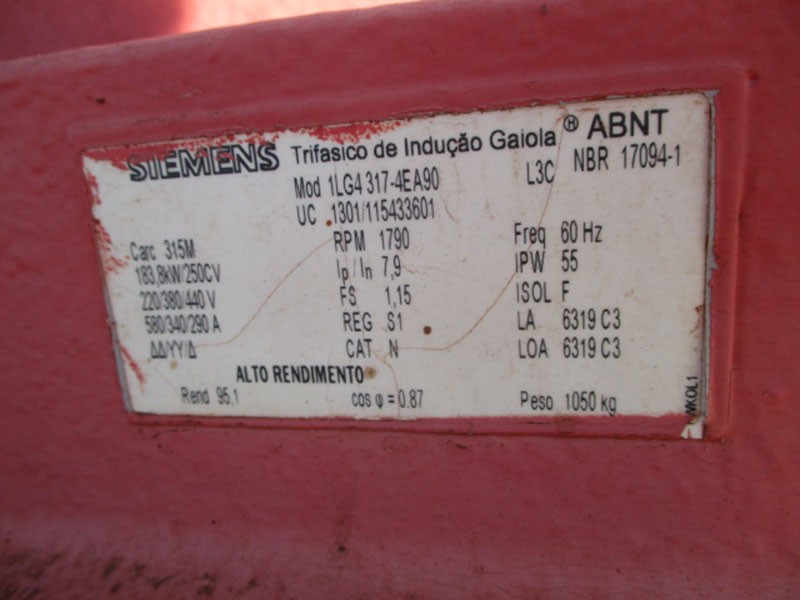 SIEMENS Trifasico de Indução Gaiola ® ABNT
Mod 1LG4 317-4EA90 L3C NBR 17094-1
UC 1301/115433601
Carc 315M RPM 1790 Freq 60 Hz
183,8kW/250CV Ip/In 7,9 IPW 55
220/380/440 V FS 1,15 ISOL F
580/340/290 A REG S1 LA 6319 C3
ΔΔ/YY/Δ CAT N LOA 6319 C3
ALTO RENDIMENTO
Rend 95,1 cos φ = 0.87 Peso 1050 kg